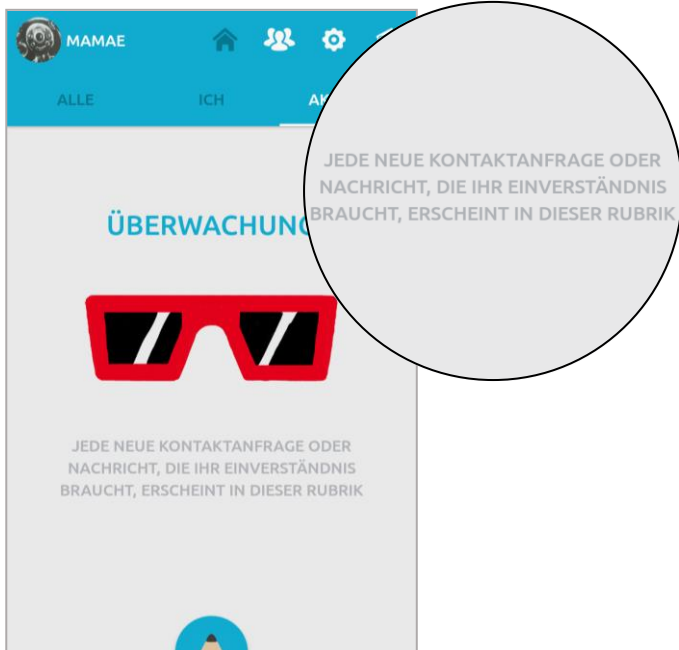 MAMAE
ALLE ICH
JEDE NEUE KONTAKTANFRAGE ODER
NACHRICHT, DIE IHR EINVERSTÄNDNIS
BRAUCHT, ERSCHEINT IN DIESER RUBRIK
JEDE NEUE KONTAKTANFRAGE ODER
NACHRICHT, DIE IHR EINVERSTÄNDNIS
BRAUCHT, ERSCHEINT IN DIESER RUBRIK